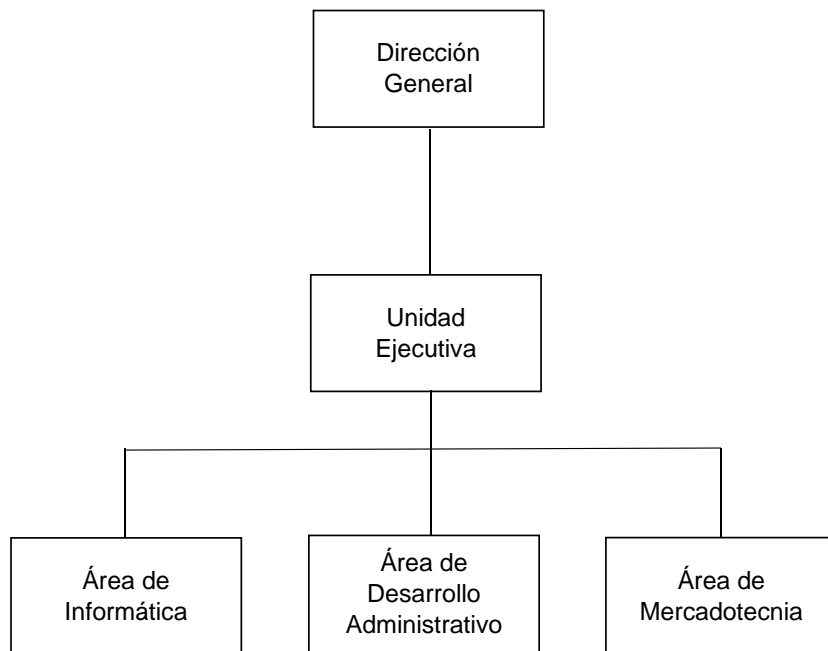 Dirección
General
Unidad
Ejecutiva
Área de
Informática
Área de
Desarrollo
Administrativo
Área de
Mercadotecnia